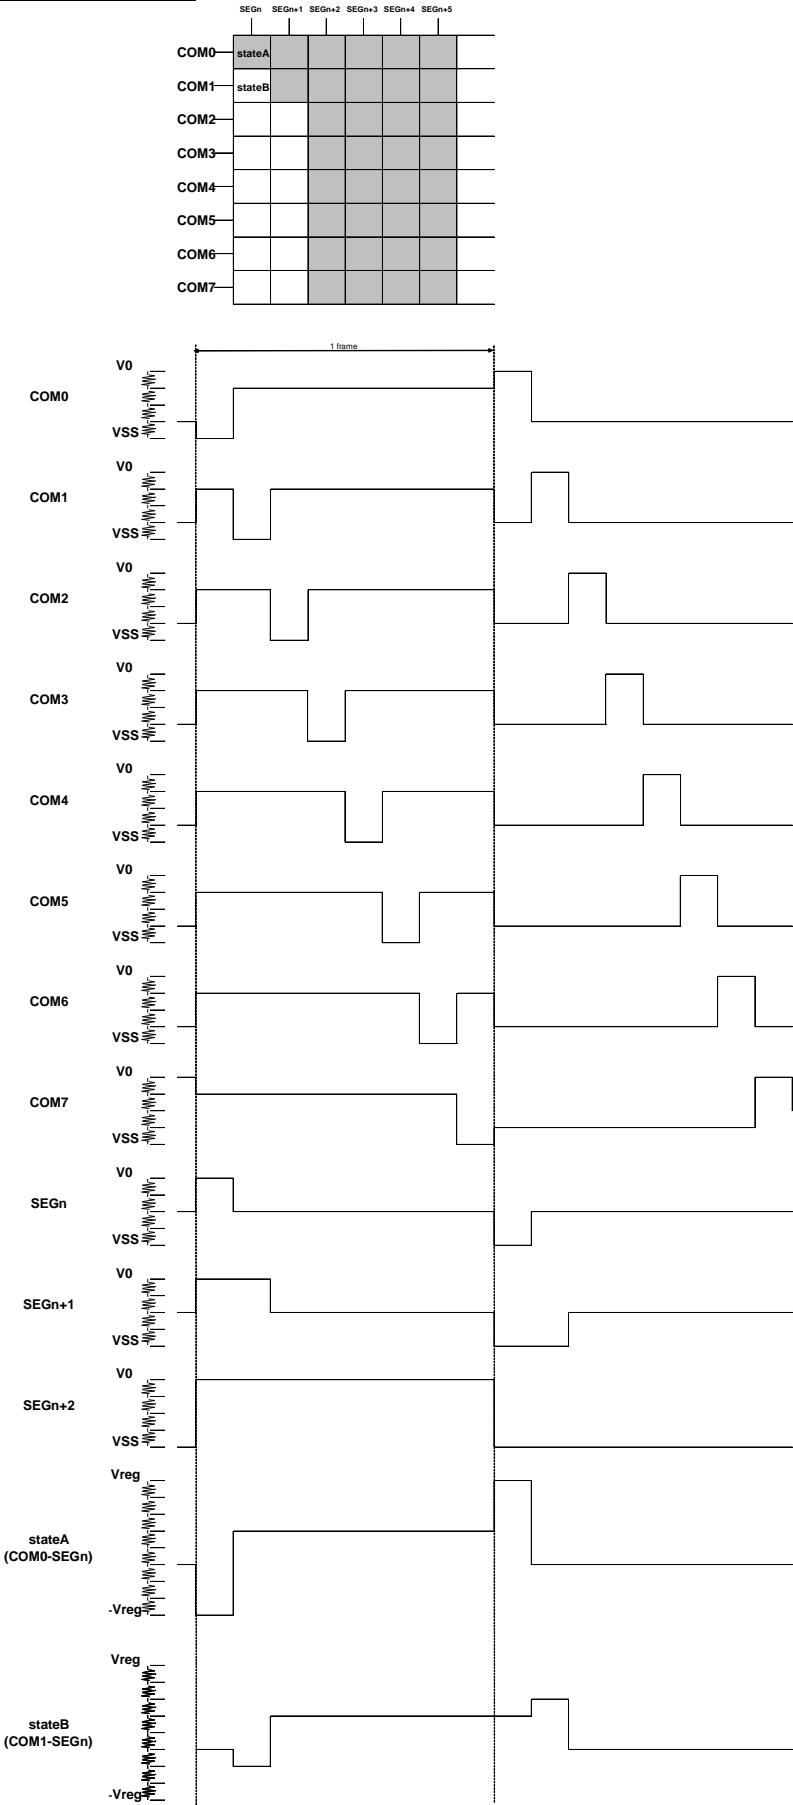 SEGn SEGn+1 SEGn+2 SEGn+3 SEGn+4 SEGn+5
COM0 stateA
COM1 stateB
COM2
COM3
COM4
COM5
COM6
COM7
1 frame
V0
COM0
VSS
V0
COM1
VSS
V0
COM2
VSS
V0
COM3
VSS
V0
COM4
VSS
V0
COM5
VSS
V0
COM6
VSS
V0
COM7
VSS
V0
SEGn
VSS
V0
SEGn+1
VSS
V0
SEGn+2
VSS
Vreg
stateA
(COM0-SEGn)
-Vreg
Vreg
stateB
(COM1-SEGn)
-Vreg